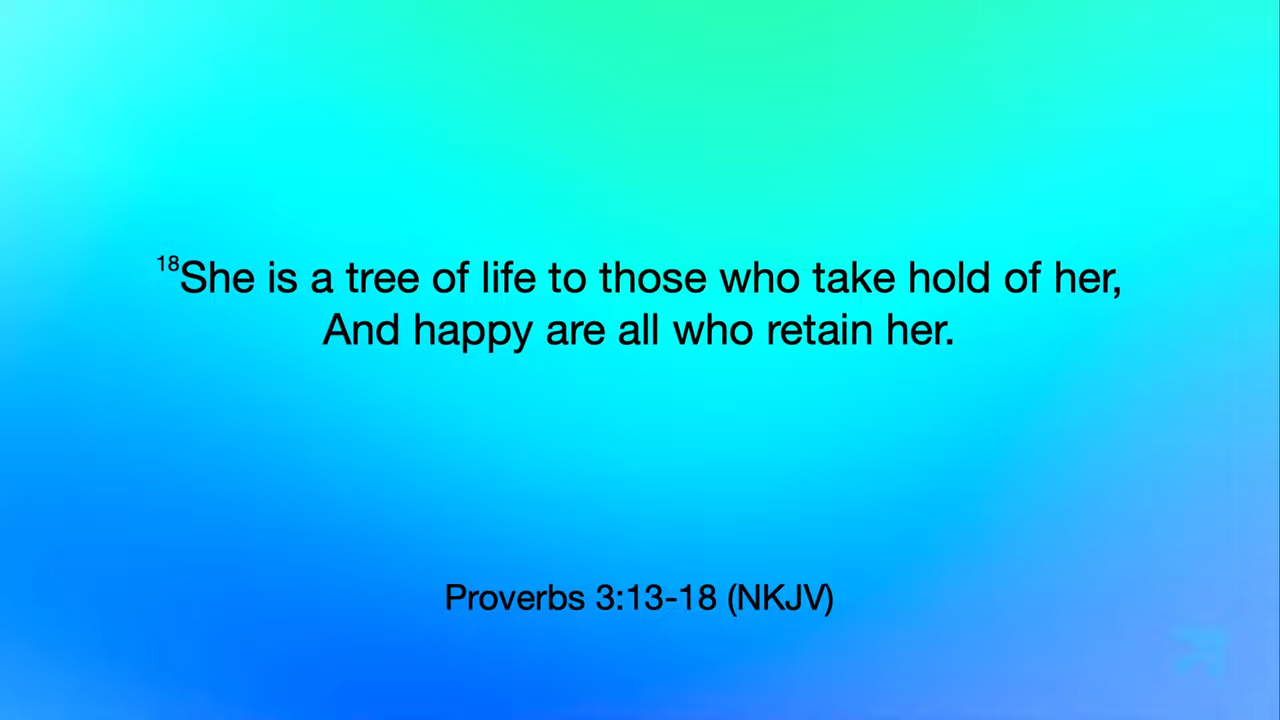 18She is a tree of life to those who take hold of her,
And happy are all who retain her.
Proverbs 3:13-18 (NKJV)